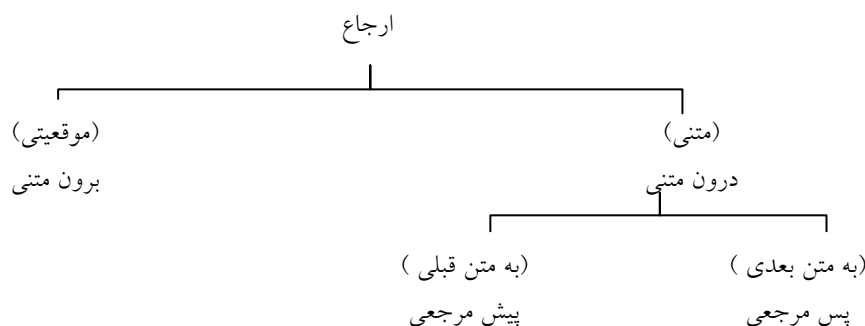 ارجاع
(متنی)
(موقعیتی)
درون متنی
برون متنی
(به متن بعدی )
(به متن قبلی )
پس مرجعی
پیش مرجعی